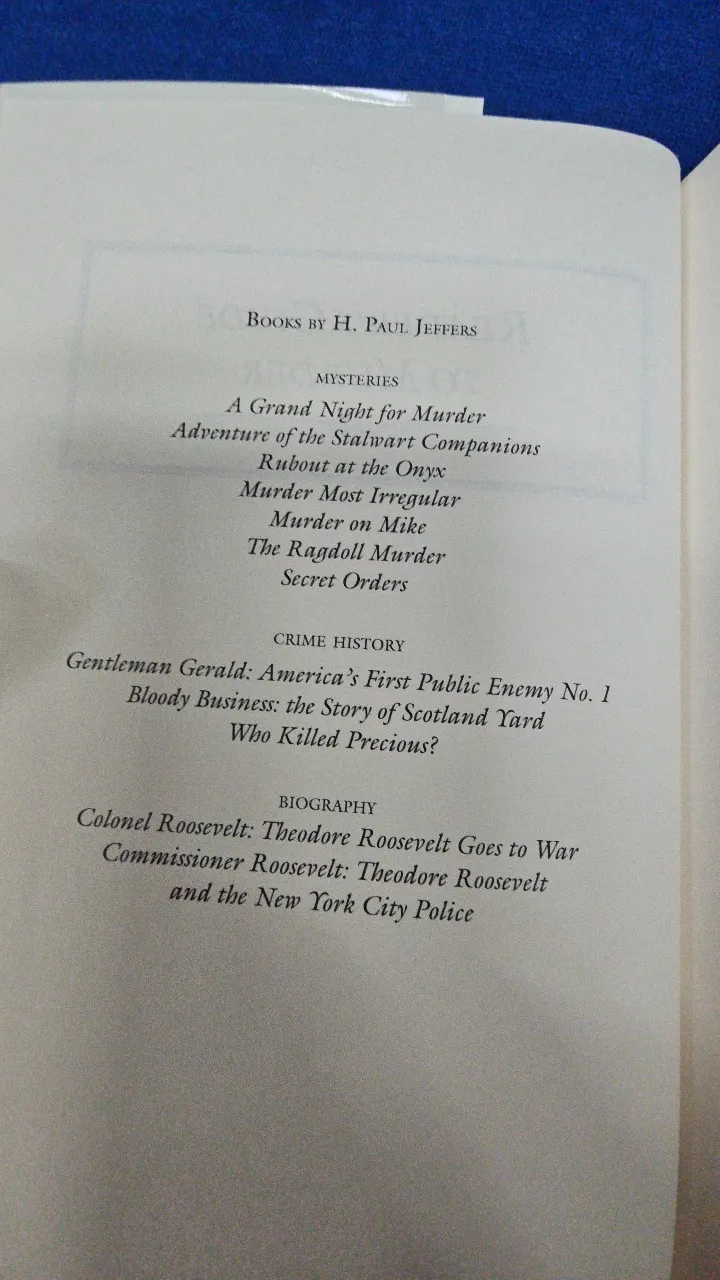 Books by H. Paul Jeffers
MYSTERIES
A Grand Night for Murder
Adventure of the Stalwart Companions
Rubout at the Onyx
Murder Most Irregular
Murder on Mike
The Ragdoll Murder
Secret Orders
CRIME HISTORY
Gentleman Gerald: America's First Public Enemy No. 1
Bloody Business: the Story of Scotland Yard
Who Killed Precious?
BIOGRAPHY
Colonel Roosevelt: Theodore Roosevelt Goes to War
Commissioner Roosevelt: Theodore Roosevelt
and the New York City Police